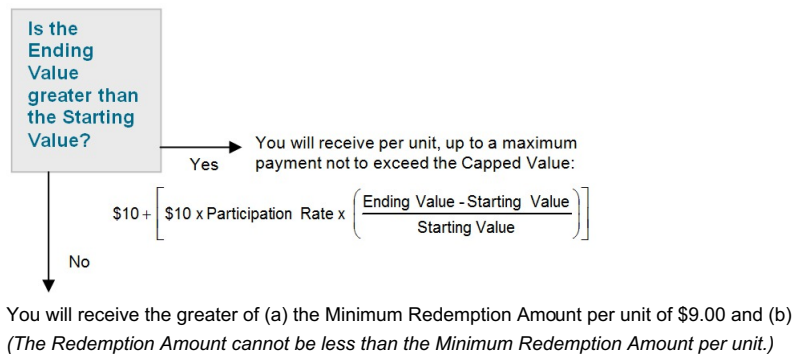 Is the
Ending
Value
greater than
the Starting
Value?
Yes
You will receive per unit, up to a maximum
payment not to exceed the Capped Value:
$10 + [ $10 x Participation Rate x ( Ending Value - Starting Value
Starting Value ) ]
No
You will receive the greater of (a) the Minimum Redemption Amount per unit of $9.00 and (b)
(The Redemption Amount cannot be less than the Minimum Redemption Amount per unit.)